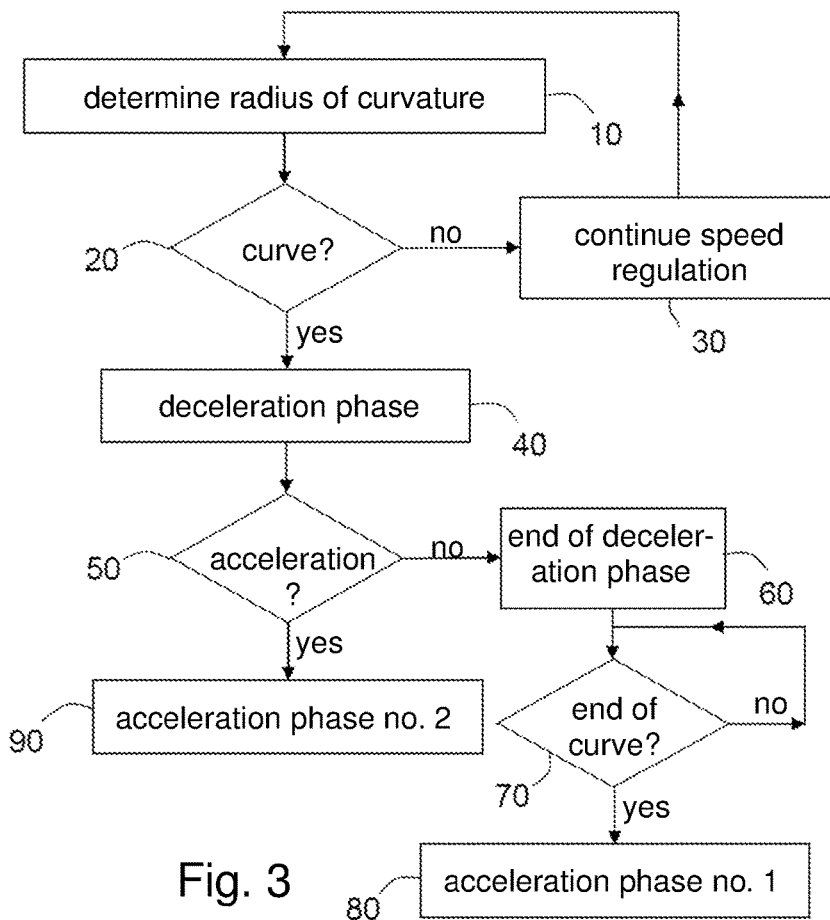 determine radius of curvature
10
20
curve?
no
continue speed
regulation
30
yes
deceleration phase
40
50
acceleration
?
no
end of deceler-
ation phase
60
yes
90
acceleration phase no. 2
end of
curve?
no
70
yes
Fig. 3
80
acceleration phase no. 1